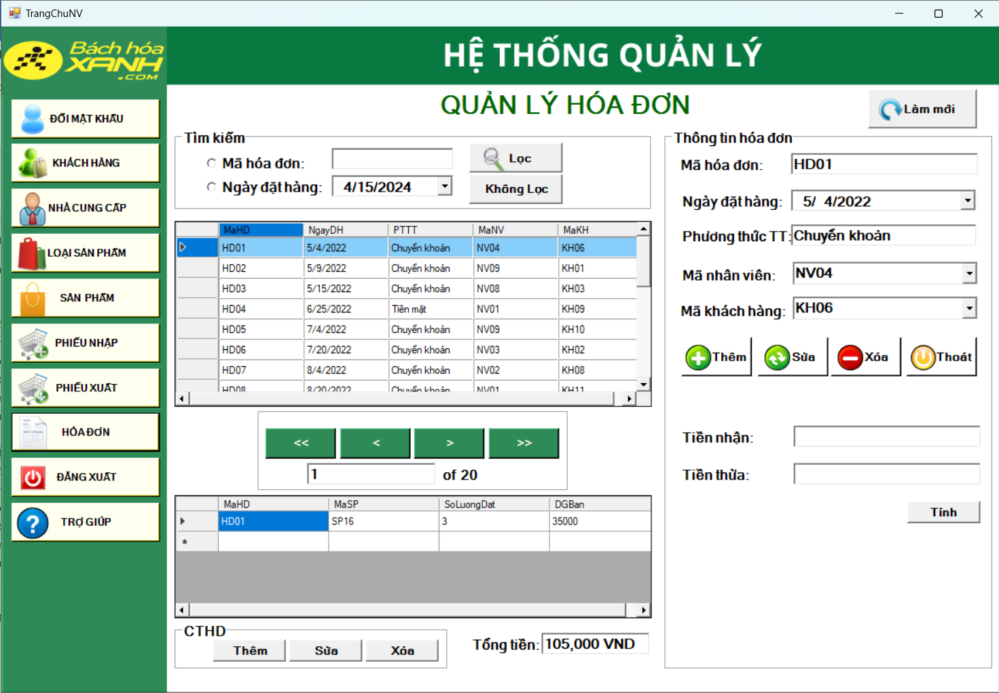 TrangChuNV
Bách hóa
XANH
.COM
HỆ THỐNG QUẢN LÝ
ĐỔI MẬT KHẨU
KHÁCH HÀNG
NHÀ CUNG CẤP
LOẠI SẢN PHẨM
SẢN PHẨM
PHIẾU NHẬP
PHIẾU XUẤT
HÓA ĐƠN
ĐĂNG XUẤT
TRỢ GIÚP
QUẢN LÝ HÓA ĐƠN
Làm mới
Tìm kiếm
Mã hóa đơn:
Lọc
Ngày đặt hàng: 4/15/2024
Không Lọc
MaHD NgayDH PTTT MaNV MaKH
HD01 5/4/2022 Chuyển khoản NV04 KH06
HD02 5/9/2022 Chuyển khoản NV09 KH01
HD03 5/15/2022 Chuyển khoản NV08 KH03
HD04 6/25/2022 Tiền mặt NV01 KH09
HD05 7/4/2022 Chuyển khoản NV09 KH10
HD06 7/20/2022 Chuyển khoản NV03 KH02
HD07 8/4/2022 Chuyển khoản NV02 KH08
HD08 8/20/2022 Chuyển khoản NV01 KH11
<< < > >>
1 of 20
MaHD MaSP SoLuongDat DGBan
HD01 SP16 3 35000
*
CTHD
Thêm Sửa Xóa
Tổng tiền: 105,000 VND
Thông tin hóa đơn
Mã hóa đơn: HD01
Ngày đặt hàng: 5/ 4/2022
Phương thức TT: Chuyển khoản
Mã nhân viên: NV04
Mã khách hàng: KH06
Thêm Sửa Xóa Thoát
Tiền nhận:
Tiền thừa:
Tính